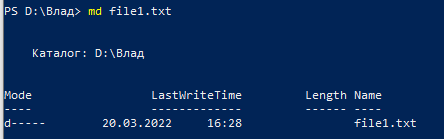 PS D:\Влад> md file1.txt
Каталог: D:\Влад
Mode LastWriteTime Length Name
---- ------------- ------ ----
d----- 20.03.2022 16:28 file1.txt